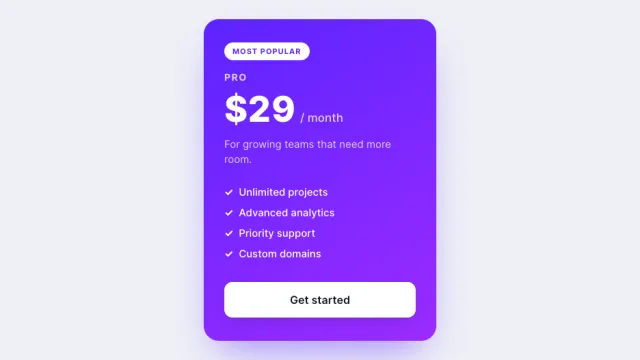 MOST POPULAR
PRO
$29 / month
For growing teams that need more
room.
✓ Unlimited projects
✓ Advanced analytics
✓ Priority support
✓ Custom domains
Get started